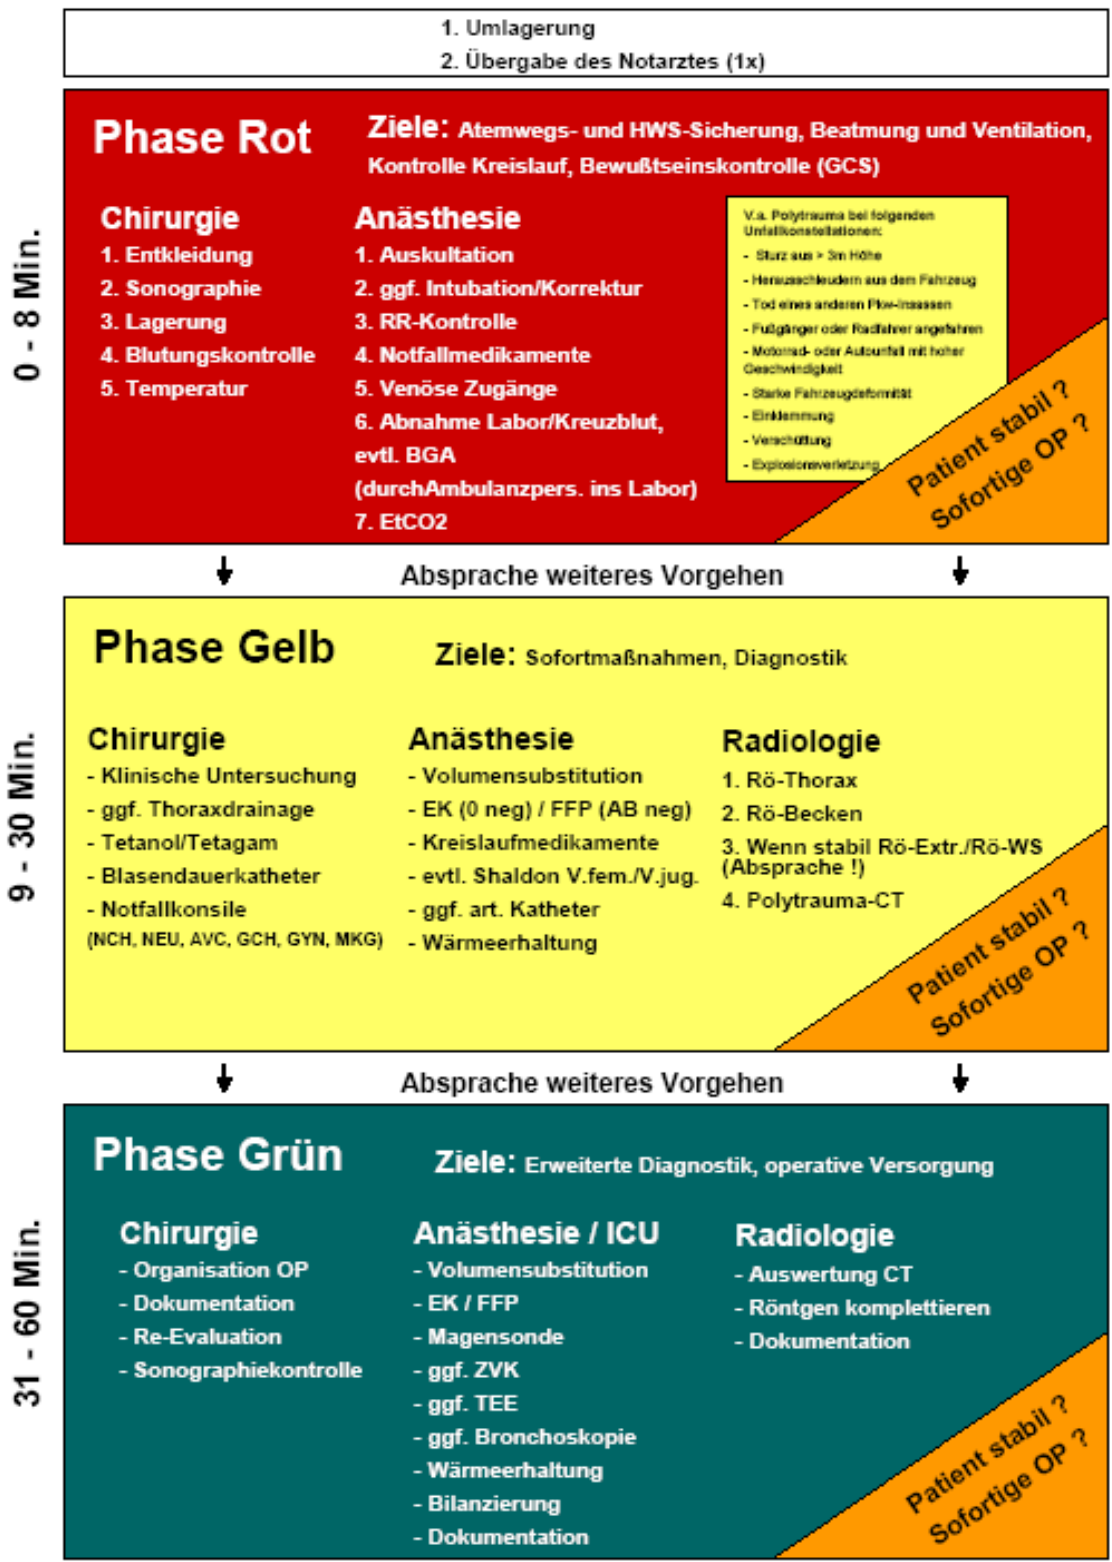 1. Umlagerung
2. Übergabe des Notarztes (1x)
0 - 8 Min.
Phase Rot
Ziele: Atemwegs- und HWS-Sicherung, Beatmung und Ventilation,
Kontrolle Kreislauf, Bewußtseinskontrolle (GCS)
Chirurgie
1. Entkleidung
2. Sonographie
3. Lagerung
4. Blutungskontrolle
5. Temperatur
Anästhesie
1. Auskultation
2. ggf. Intubation/Korrektur
3. RR-Kontrolle
4. Notfallmedikamente
5. Venöse Zugänge
6. Abnahme Labor/Kreuzblut,
evtl. BGA
(durchAmbulanzpers. ins Labor)
7. EtCO2
V.a. Polytrauma bei folgenden
Unfallkonstellationen:
- Sturz aus > 3m Höhe
- Herausschleudern aus dem Fahrzeug
- Tod eines anderen Pkw-Insassen
- Fußgänger oder Radfahrer angefahren
- Motorrad- oder Autounfall mit hoher
Geschwindigkeit
- Starke Fahrzeugdeformität
- Einklemmung
- Verschüttung
- Explosionsverletzung
Patient stabil ?
Sofortige OP ?
Absprache weiteres Vorgehen
9 - 30 Min.
Phase Gelb
Ziele: Sofortmaßnahmen, Diagnostik
Chirurgie
- Klinische Untersuchung
- ggf. Thoraxdrainage
- Tetanol/Tetagam
- Blasendauerkatheter
- Notfallkonsile
(NCH, NEU, AVC, GCH, GYN, MKG)
Anästhesie
- Volumensubstitution
- EK (0 neg) / FFP (AB neg)
- Kreislaufmedikamente
- evtl. Shaldon V.fem./V.jug.
- ggf. art. Katheter
- Wärmeerhaltung
Radiologie
1. Rö-Thorax
2. Rö-Becken
3. Wenn stabil Rö-Extr./Rö-WS
(Absprache !)
4. Polytrauma-CT
Patient stabil ?
Sofortige OP ?
Absprache weiteres Vorgehen
31 - 60 Min.
Phase Grün
Ziele: Erweiterte Diagnostik, operative Versorgung
Chirurgie
- Organisation OP
- Dokumentation
- Re-Evaluation
- Sonographiekontrolle
Anästhesie / ICU
- Volumensubstitution
- EK / FFP
- Magensonde
- ggf. ZVK
- ggf. TEE
- ggf. Bronchoskopie
- Wärmeerhaltung
- Bilanzierung
- Dokumentation
Radiologie
- Auswertung CT
- Röntgen komplettieren
- Dokumentation
Patient stabil ?
Sofortige OP ?